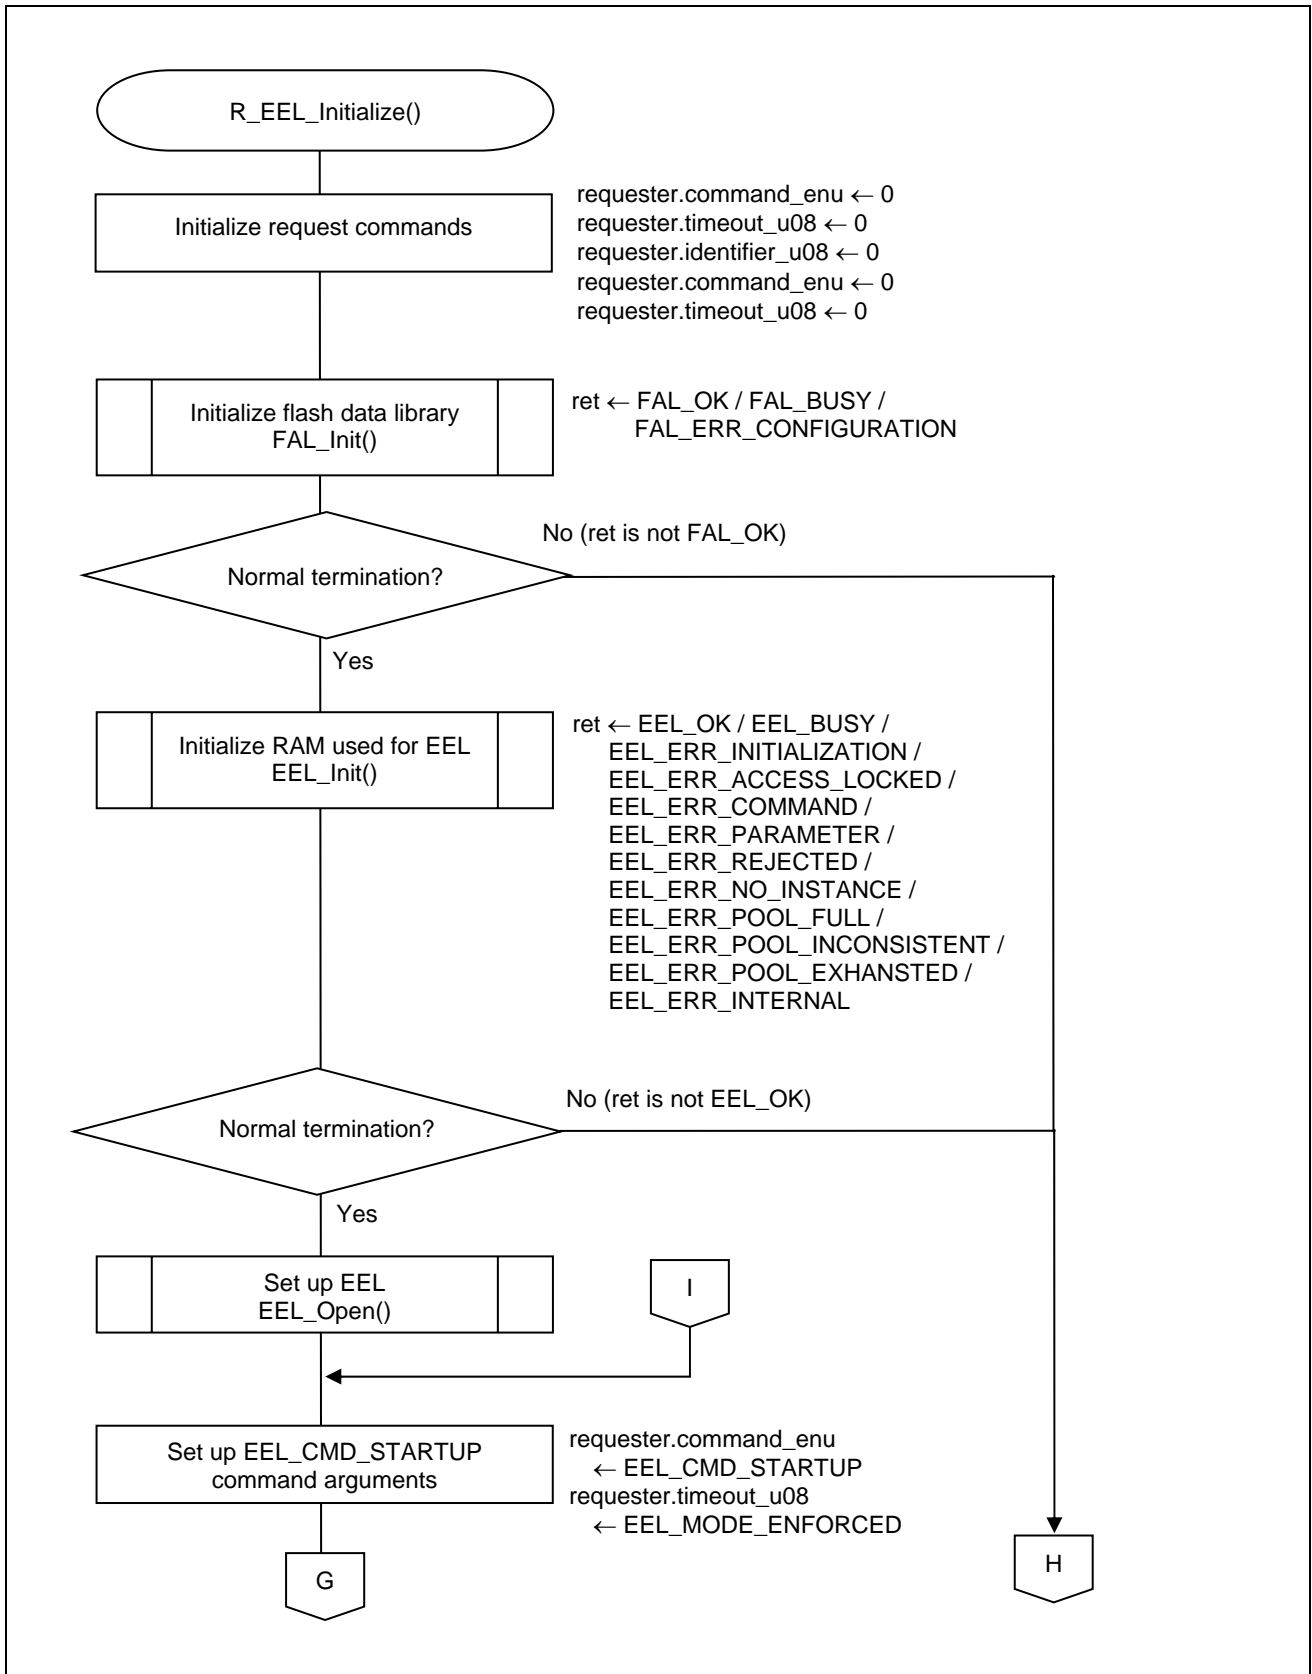 R_EEL_Initialize()
Initialize request commands
requester.command_enu ← 0
requester.timeout_u08 ← 0
requester.identifier_u08 ← 0
requester.command_enu ← 0
requester.timeout_u08 ← 0
Initialize flash data library
FAL_Init()
ret ← FAL_OK / FAL_BUSY /
FAL_ERR_CONFIGURATION
No (ret is not FAL_OK)
Normal termination?
Yes
Initialize RAM used for EEL
EEL_Init()
ret ← EEL_OK / EEL_BUSY /
EEL_ERR_INITIALIZATION /
EEL_ERR_ACCESS_LOCKED /
EEL_ERR_COMMAND /
EEL_ERR_PARAMETER /
EEL_ERR_REJECTED /
EEL_ERR_NO_INSTANCE /
EEL_ERR_POOL_FULL /
EEL_ERR_POOL_INCONSISTENT /
EEL_ERR_POOL_EXHANSTED /
EEL_ERR_INTERNAL
No (ret is not EEL_OK)
Normal termination?
Yes
Set up EEL
EEL_Open()
I
Set up EEL_CMD_STARTUP
command arguments
requester.command_enu
← EEL_CMD_STARTUP
requester.timeout_u08
← EEL_MODE_ENFORCED
G
H